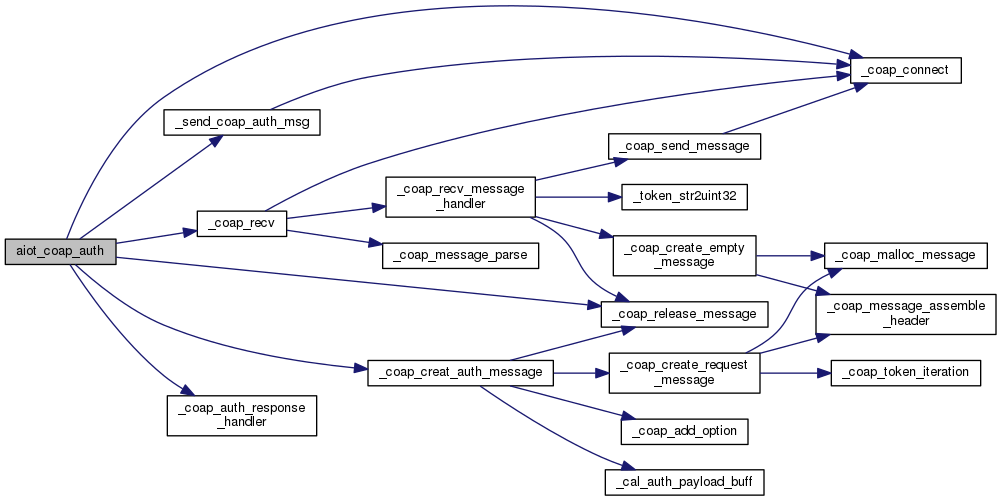 aiot_coap_auth
_send_coap_auth_msg
_coap_recv
_coap_auth_response
_handler
_coap_recv_message
_handler
_coap_message_parse
_coap_creat_auth_message
_coap_send_message
_token_str2uint32
_coap_create_empty
_message
_coap_release_message
_coap_create_request
_message
_coap_add_option
_cal_auth_payload_buff
_coap_connect
_coap_malloc_message
_coap_message_assemble
_header
_coap_token_iteration